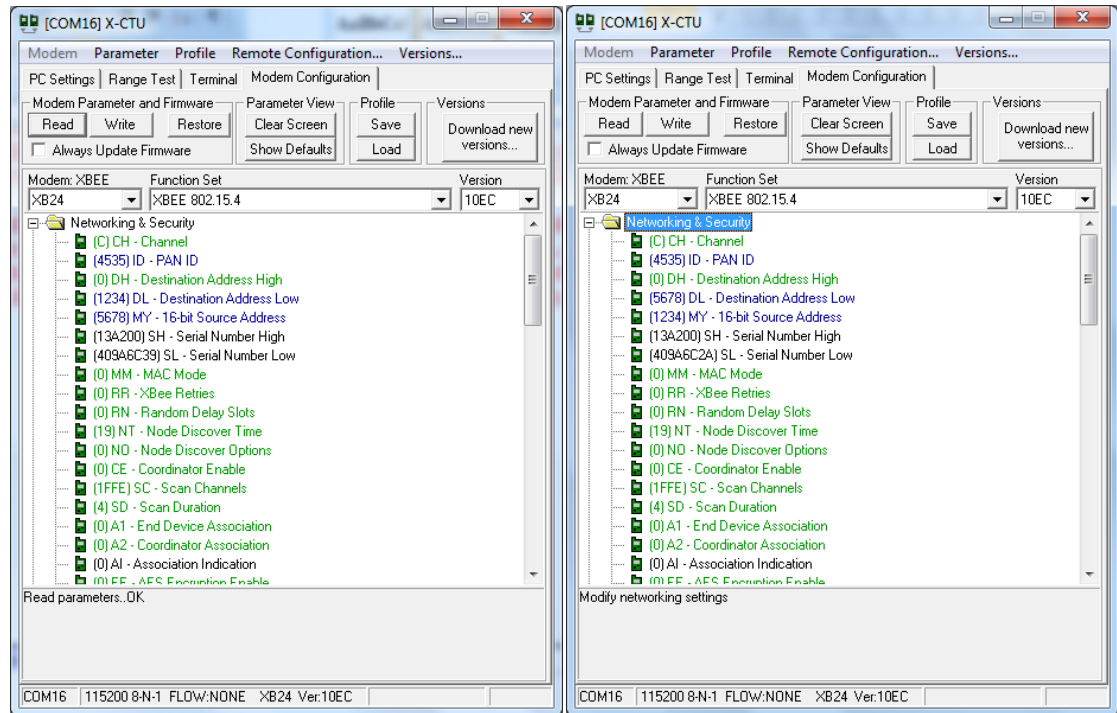 [COM16] X-CTU
Modem Parameter Profile Remote Configuration... Versions...
PC Settings Range Test Terminal Modem Configuration
Modem Parameter and Firmware Parameter View Profile Versions
Read Write Restore Clear Screen Save Download new versions...
Always Update Firmware Show Defaults Load
Modem: XBEE Function Set Version
XB24 XBEE 802.15.4 10EC
Networking & Security
(C) CH - Channel
(4535) ID - PAN ID
(0) DH - Destination Address High
(1234) DL - Destination Address Low
(5678) MY - 16-bit Source Address
(13A200) SH - Serial Number High
(409A6C39) SL - Serial Number Low
(0) MM - MAC Mode
(0) RR - XBee Retries
(0) RN - Random Delay Slots
(19) NT - Node Discover Time
(0) NO - Node Discover Options
(0) CE - Coordinator Enable
(1FFE) SC - Scan Channels
(4) SD - Scan Duration
(0) A1 - End Device Association
(0) A2 - Coordinator Association
(0) AI - Association Indication
(0) EE - AES Encryption Enable
Read parameters..OK
COM16 115200 8-N-1 FLOW:NONE XB24 Ver:10EC
[COM16] X-CTU
Modem Parameter Profile Remote Configuration... Versions...
PC Settings Range Test Terminal Modem Configuration
Modem Parameter and Firmware Parameter View Profile Versions
Read Write Restore Clear Screen Save Download new versions...
Always Update Firmware Show Defaults Load
Modem: XBEE Function Set Version
XB24 XBEE 802.15.4 10EC
Networking & Security
(C) CH - Channel
(4535) ID - PAN ID
(0) DH - Destination Address High
(5678) DL - Destination Address Low
(1234) MY - 16-bit Source Address
(13A200) SH - Serial Number High
(409A6C2A) SL - Serial Number Low
(0) MM - MAC Mode
(0) RR - XBee Retries
(0) RN - Random Delay Slots
(19) NT - Node Discover Time
(0) NO - Node Discover Options
(0) CE - Coordinator Enable
(1FFE) SC - Scan Channels
(4) SD - Scan Duration
(0) A1 - End Device Association
(0) A2 - Coordinator Association
(0) AI - Association Indication
(0) EE - AES Encryption Enable
Modify networking settings
COM16 115200 8-N-1 FLOW:NONE XB24 Ver:10EC